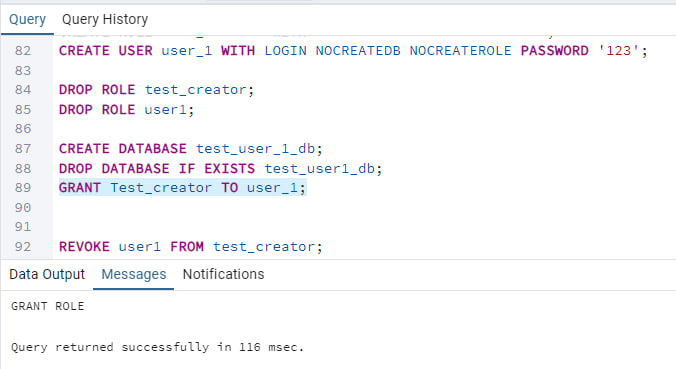 Query Query History
82 CREATE USER user_1 WITH LOGIN NOCREATEDB NOCREATEROLE PASSWORD '123';
83
84 DROP ROLE test_creator;
85 DROP ROLE user1;
86
87 CREATE DATABASE test_user_1_db;
88 DROP DATABASE IF EXISTS test_user1_db;
89 GRANT Test_creator TO user_1;
90
91
92 REVOKE user1 FROM test_creator;
Data Output Messages Notifications
GRANT ROLE
Query returned successfully in 116 msec.